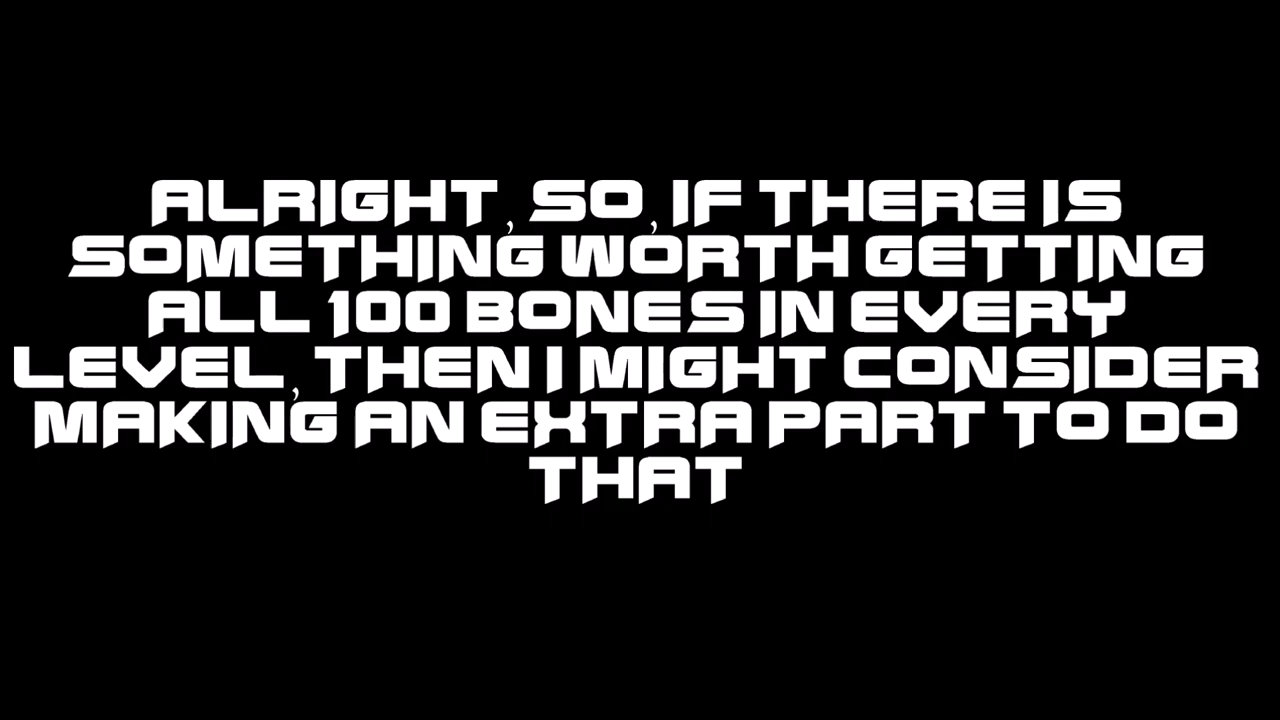 ALRIGHT, SO, IF THERE IS
SOMETHING WORTH GETTING
ALL 100 BONES IN EVERY
LEVEL, THEN I MIGHT CONSIDER
MAKING AN EXTRA PART TO DO
THAT